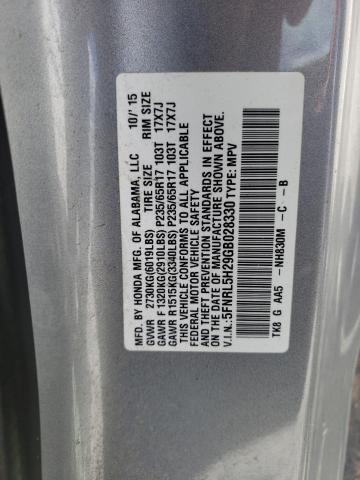 MFD. BY HONDA MFG. OF ALABAMA, LLC 10/ 15
GVWR 2730KG(6019LBS) TIRE SIZE RIM SIZE
GAWR F 1320KG(2910LBS) P235/65R17 103T 17X7J
GAWR R1515KG(3340LBS) P235/65R17 103T 17X7J
THIS VEHICLE CONFORMS TO ALL APPLICABLE
FEDERAL MOTOR VEHICLE SAFETY
AND THEFT PREVENTION STANDARDS IN EFFECT
ON THE DATE OF MANUFACTURE SHOWN ABOVE.
V.I.N.:5FNRL5H29GB028330 TYPE: MPV
TK8 G AA5 -NH830M -C -B